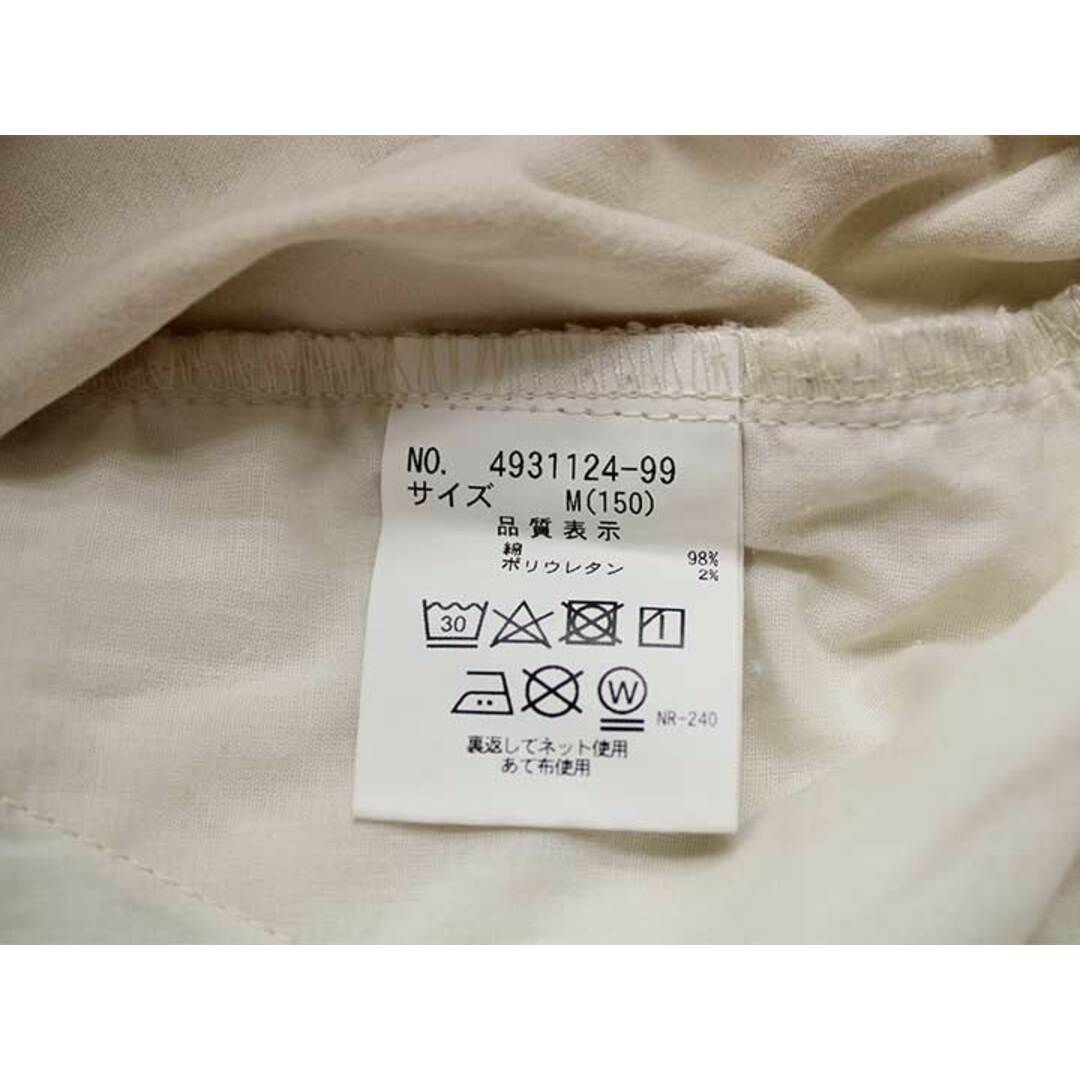 NO. 4931124-99
サイズ M(150)
品質表示
綿 98%
ポリウレタン 2%
30
W NR-240
裏返してネット使用
あて布使用